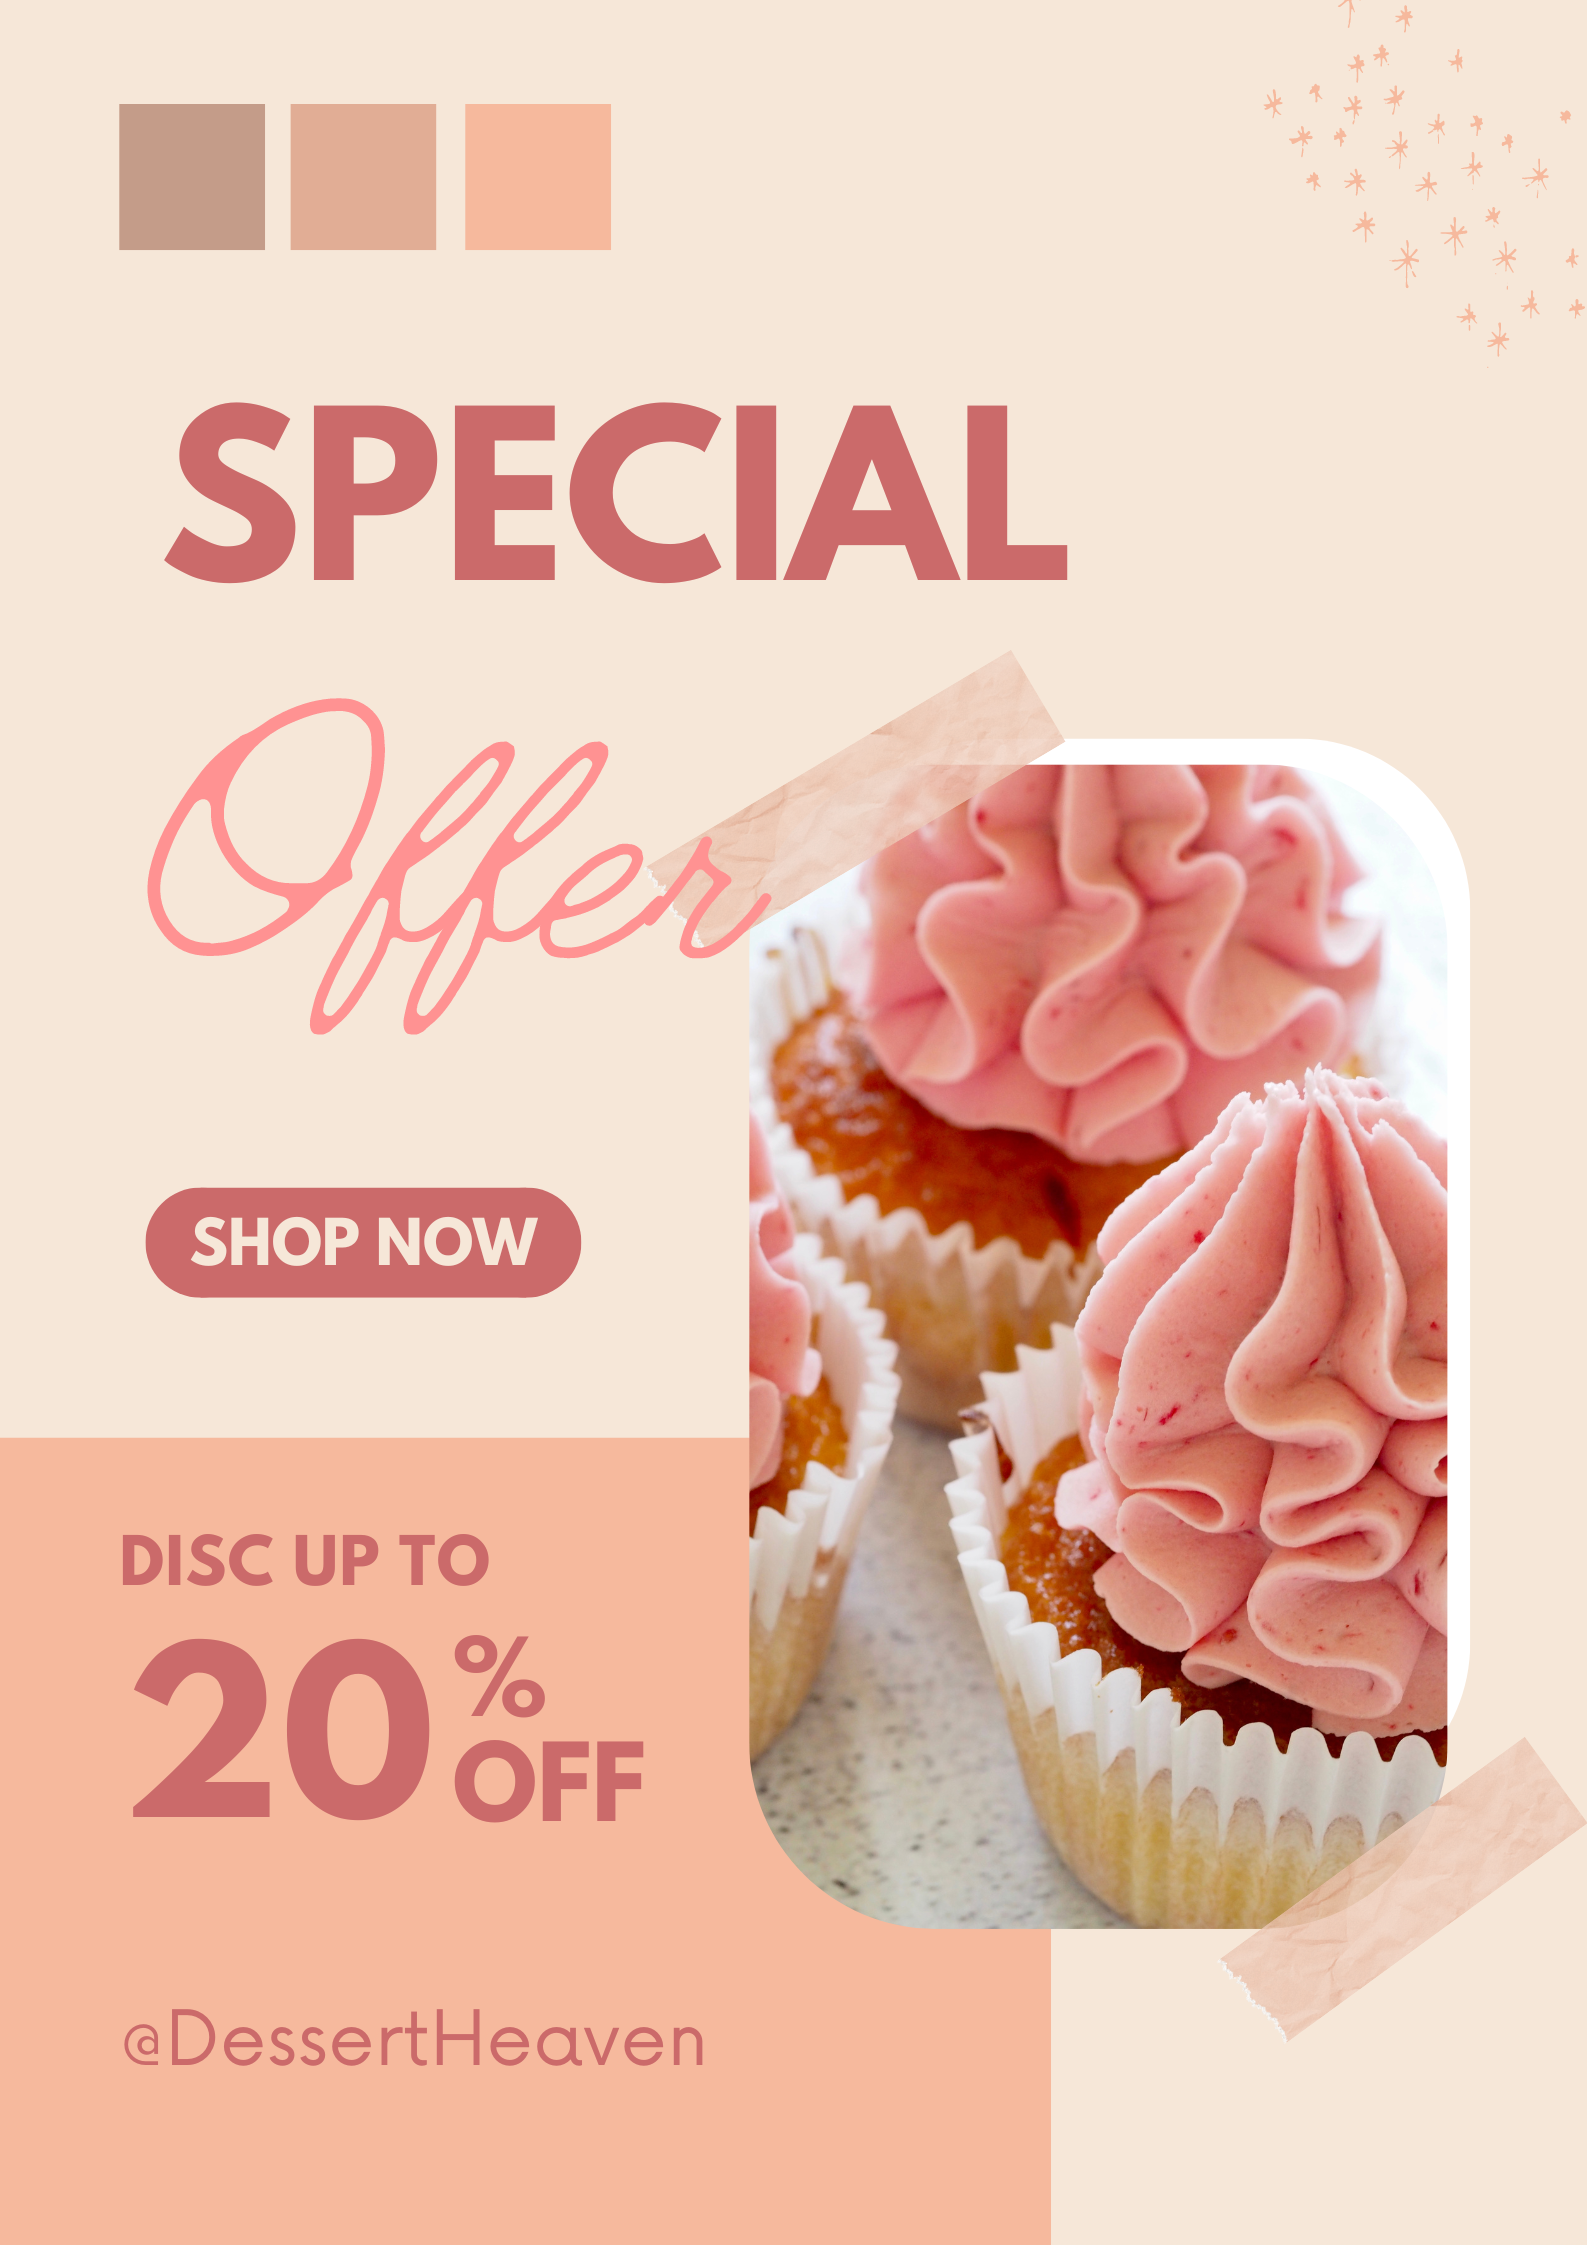 SPECIAL
Offer
SHOP NOW
DISC UP TO
20%
OFF
@DessertHeaven